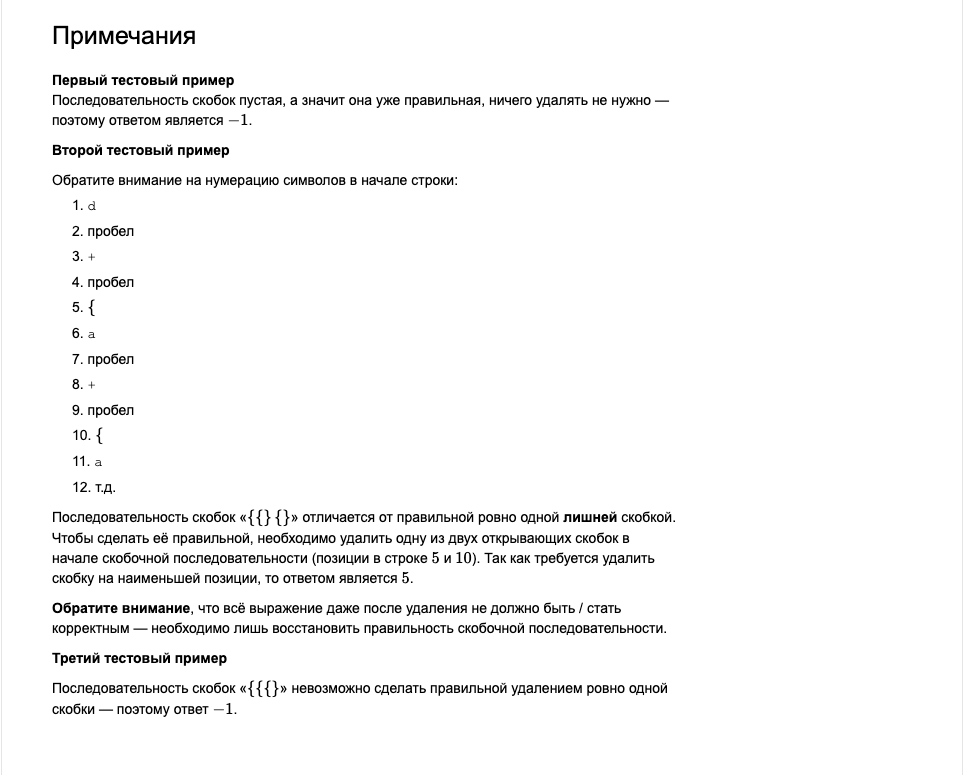 Примечания
Первый тестовый пример
Последовательность скобок пустая, а значит она уже правильная, ничего удалять не нужно —
поэтому ответом является −1.
Второй тестовый пример
Обратите внимание на нумерацию символов в начале строки:
1. d
2. пробел
3. +
4. пробел
5. {
6. a
7. пробел
8. +
9. пробел
10. {
11. a
12. т.д.
Последовательность скобок «{{} {}» отличается от правильной ровно одной лишней скобкой.
Чтобы сделать её правильной, необходимо удалить одну из двух открывающих скобок в
начале скобочной последовательности (позиции в строке 5 и 10). Так как требуется удалить
скобку на наименьшей позиции, то ответом является 5.
Обратите внимание, что всё выражение даже после удаления не должно быть / стать
корректным — необходимо лишь восстановить правильность скобочной последовательности.
Третий тестовый пример
Последовательность скобок «{{{}» невозможно сделать правильной удалением ровно одной
скобки — поэтому ответ −1.